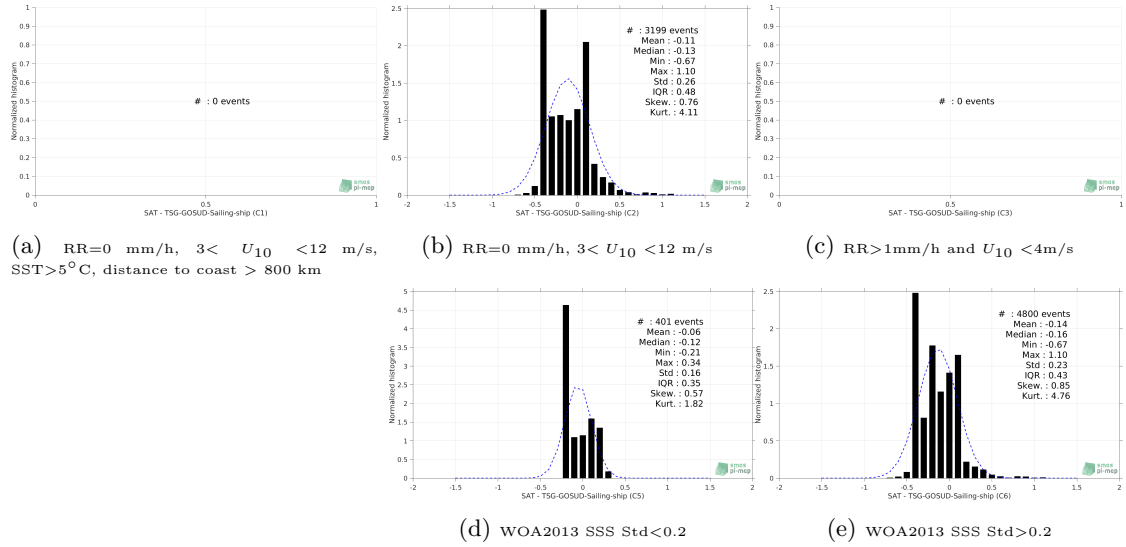 1
0.9
0.8
0.7
0.6
0.5
0.4
0.3
0.2
0.1
0
Normalized histogram
# : 0 events
0 0.5 1
SAT - TSG-GOSUD-Sailing-ship (C1)
smos
pi-mep
(a) RR=0 mm/h, 3< U10 <12 m/s,
SST>5°C, distance to coast > 800 km
2.5
2
1.5
1
0.5
0
Normalized histogram
# : 3199 events
Mean : -0.11
Median : -0.13
Min : -0.67
Max : 1.10
Std : 0.26
IQR : 0.48
Skew. : 0.76
Kurt. : 4.11
-2 -1.5 -1 -0.5 0 0.5 1 1.5 2
SAT - TSG-GOSUD-Sailing-ship (C2)
smos
pi-mep
(b) RR=0 mm/h, 3< U10 <12 m/s
1
0.9
0.8
0.7
0.6
0.5
0.4
0.3
0.2
0.1
0
Normalized histogram
# : 0 events
0 0.5 1
SAT - TSG-GOSUD-Sailing-ship (C3)
smos
pi-mep
(c) RR>1mm/h and U10 <4m/s
5
4.5
4
3.5
3
2.5
2
1.5
1
0.5
0
Normalized histogram
# : 401 events
Mean : -0.06
Median : -0.12
Min : -0.21
Max : 0.34
Std : 0.16
IQR : 0.35
Skew. : 0.57
Kurt. : 1.82
-2 -1.5 -1 -0.5 0 0.5 1 1.5 2
SAT - TSG-GOSUD-Sailing-ship (C5)
smos
pi-mep
(d) WOA2013 SSS Std<0.2
2.5
2
1.5
1
0.5
0
Normalized histogram
# : 4800 events
Mean : -0.14
Median : -0.16
Min : -0.67
Max : 1.10
Std : 0.23
IQR : 0.43
Skew. : 0.85
Kurt. : 4.76
-2 -1.5 -1 -0.5 0 0.5 1 1.5 2
SAT - TSG-GOSUD-Sailing-ship (C6)
smos
pi-mep
(e) WOA2013 SSS Std>0.2